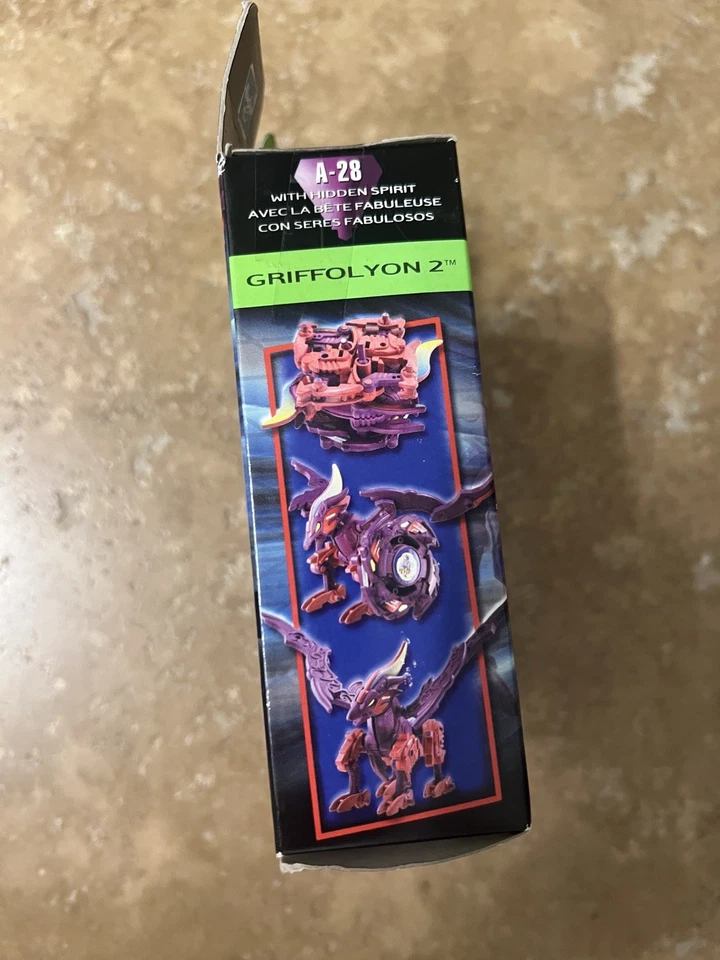 A-28
WITH HIDDEN SPIRIT
AVEC LA BÊTE FABULEUSE
CON SERES FABULOSOS
GRIFFOLYON 2™